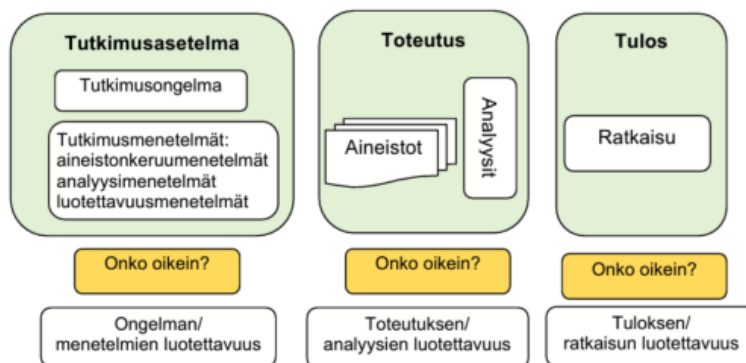 Tutkimusasetelma
Tutkimusongelma
Tutkimusmenetelmät:
aineistonkeruumenetelmät
analyysimenetelmät
luotettavuusmenetelmät
Onko oikein?
Ongelman/
menetelmien luotettavuus
Toteutus
Aineistot
Analyysit
Onko oikein?
Toteutuksen/
analyysien luotettavuus
Tulos
Ratkaisu
Onko oikein?
Tuloksen/
ratkaisun luotettavuus